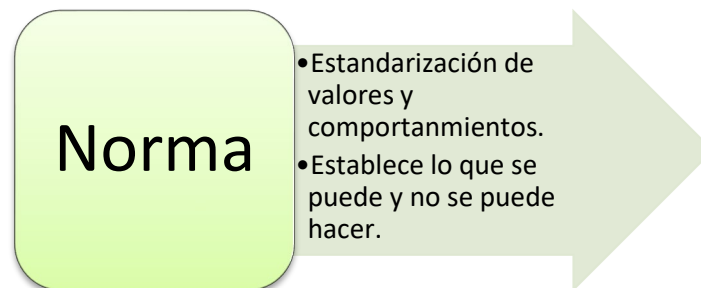 Norma
•Estandarización de
valores y
comportanmientos.
•Establece lo que se
puede y no se puede
hacer.